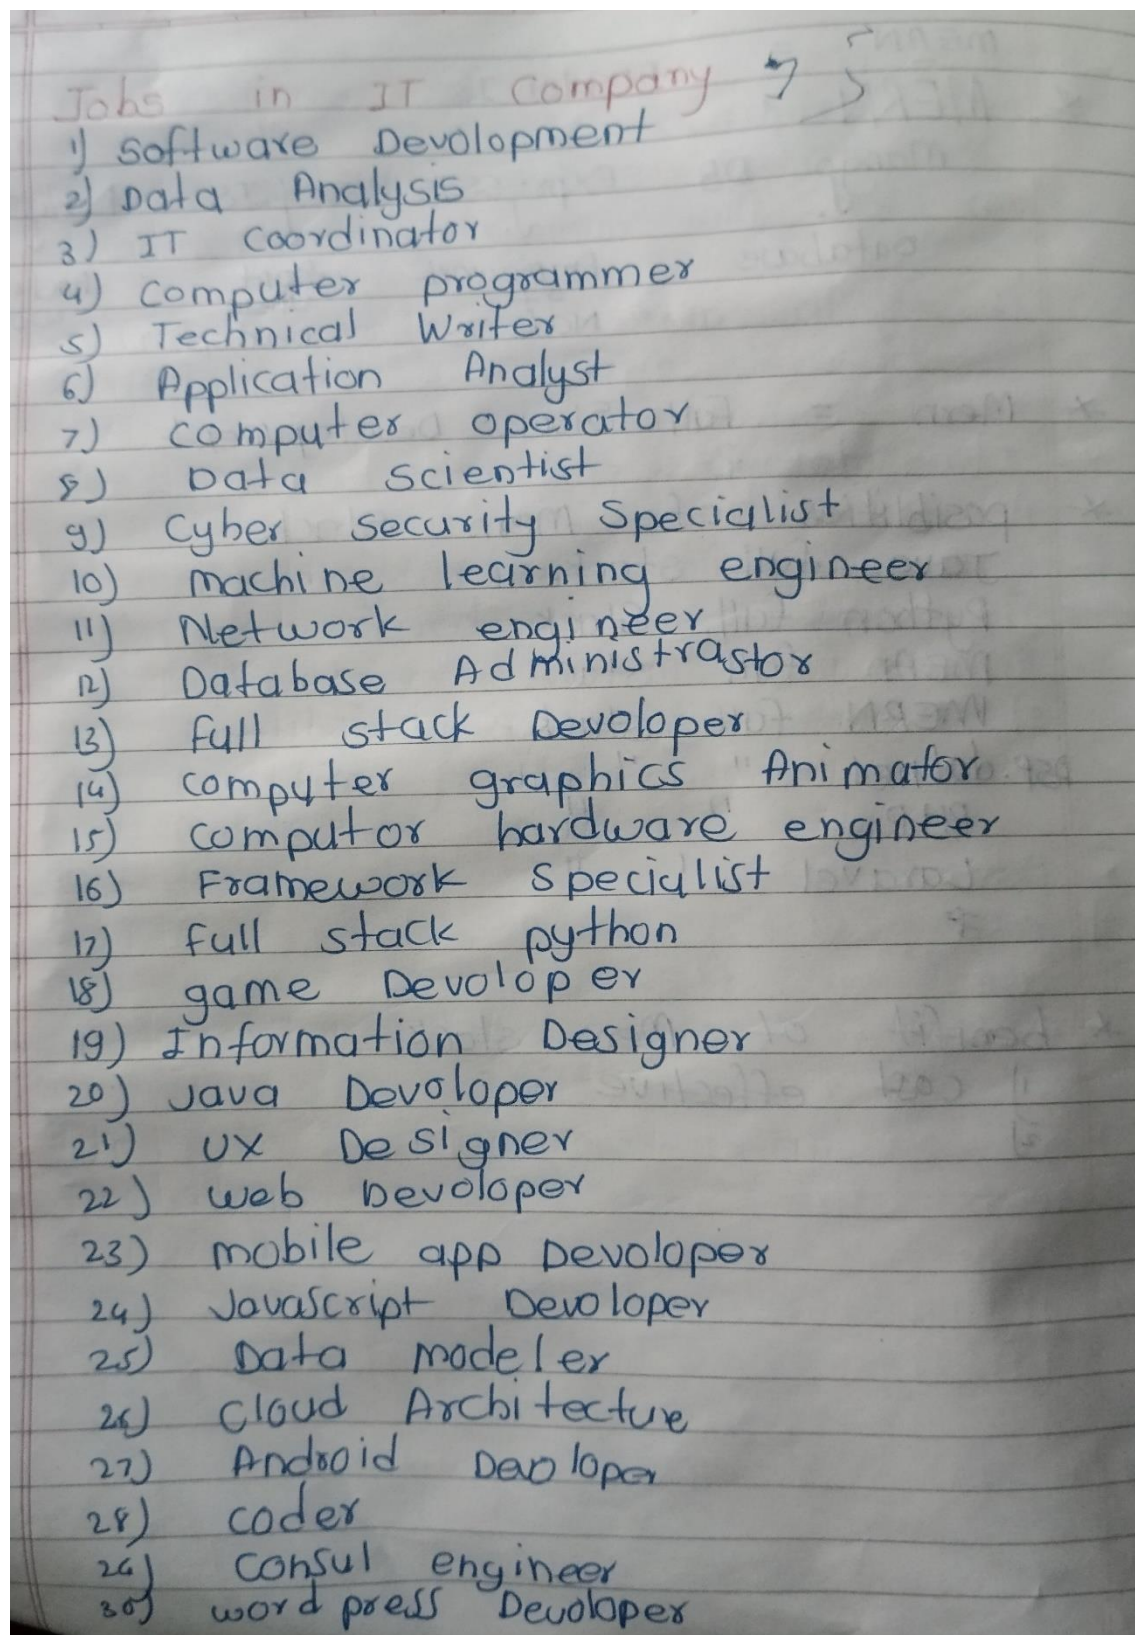 Jobs in IT Company
1) Software Devolopment
2) Data Analysis
3) IT Coordinator
4) Computer programmer
5) Technical Writer
6) Application Analyst
7) Computer operator
8) Data Scientist
9) Cyber Security Specialist
10) machine learning engineer
11) Network engineer
12) Database Administrastor
13) full stack Devoloper
14) computer graphics Animator
15) computor hardware engineer
16) Framework Specialist
17) full stack python
18) game Devoloper
19) Information Designer
20) Java Devoloper
21) UX Designer
22) web Devoloper
23) mobile app Devoloper
24) Javascript Devoloper
25) Data modeler
26) Cloud Architecture
27) Android Devoloper
28) coder
29) Consul engineer
30) word press Devoloper